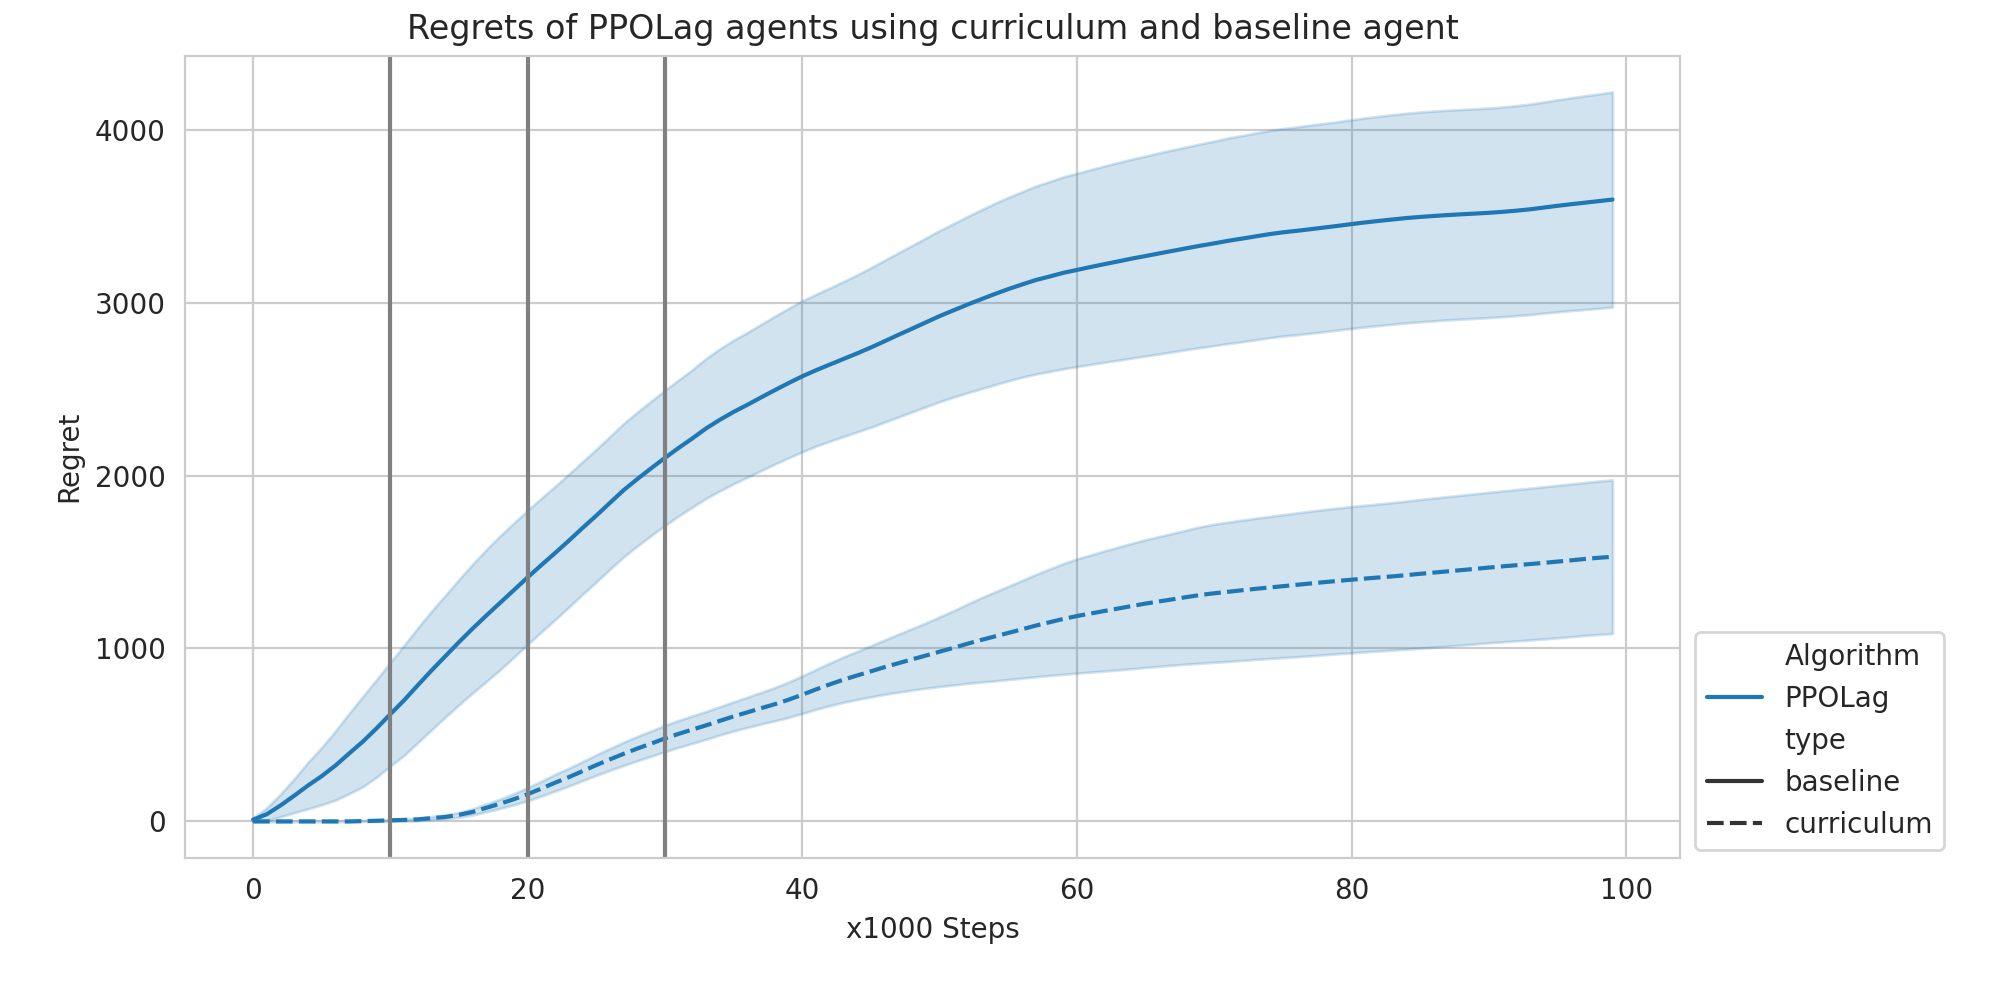 Regrets of PPOLag agents using curriculum and baseline agent
4000
3000
2000
1000
0
Regret
0 20 40 60 80 100
x1000 Steps
Algorithm
PPOLag
type
baseline
curriculum